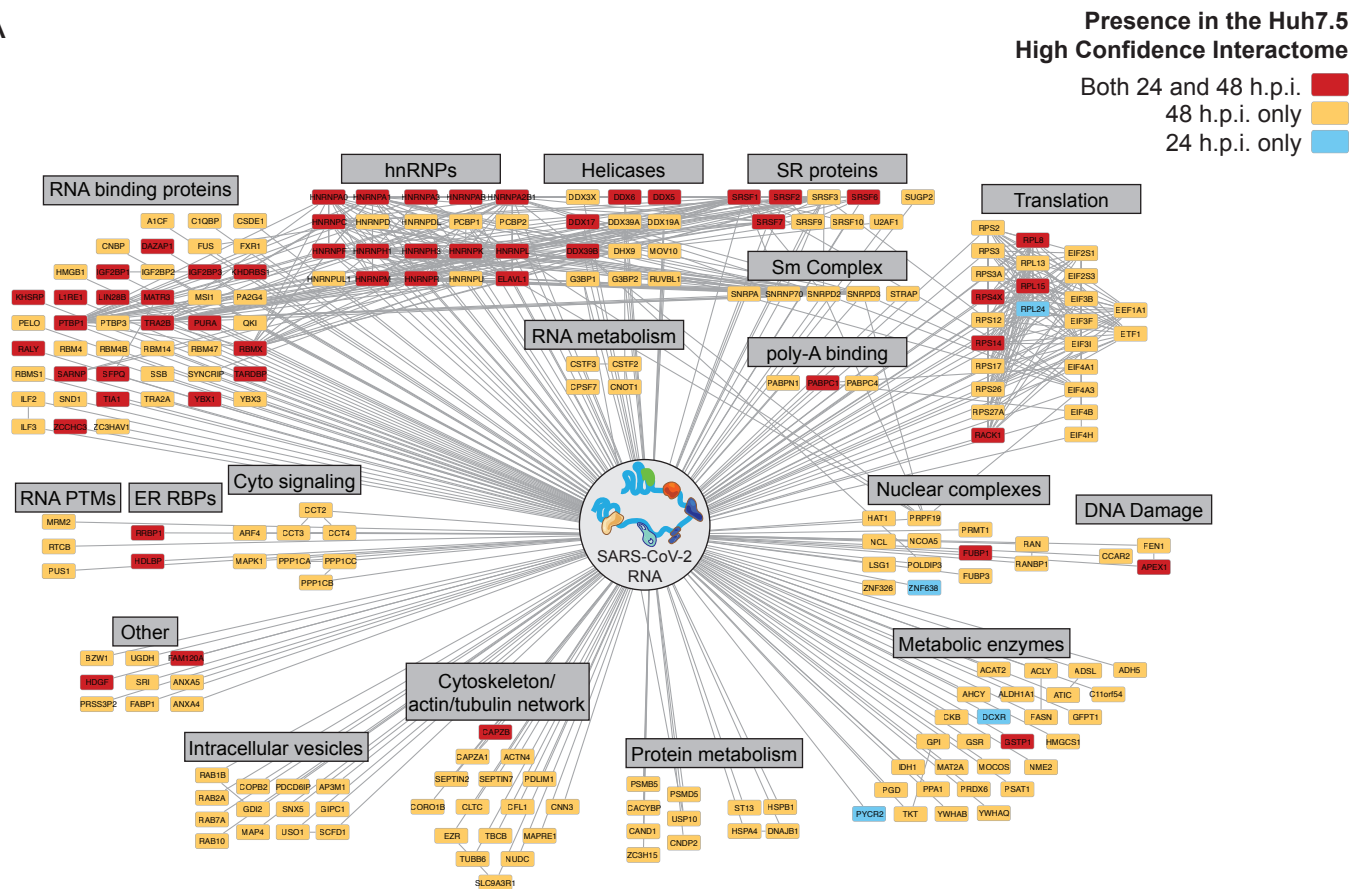 A
Presence in the Huh7.5
High Confidence Interactome
Both 24 and 48 h.p.i.
48 h.p.i. only
24 h.p.i. only
RNA binding proteins
A1CF C1QBP CSDE1
CNBP DAZAP1 FUS FXR1
HMGB1 IGF2BP1 IGF2BP2 IGF2BP3 KHDRBS1
KHSRP L1RE1 LIN28B MATR3 MSI1 PA2G4
PELO PTBP1 PTBP3 TRA2B PURA QKI
RALY RBM4 RBM4B RBM14 RBM47 RBMX
RBMS1 SARNP SFPQ SSB SYNCRIP TARDBP
ILF2 SND1 TIA1 TRA2A YBX1 YBX3
ILF3 ZCCHC3 ZC3HAV1
hnRNPs
HNRNPA0 HNRNPA1 HNRNPA3 HNRNPAB HNRNPA2B1
HNRNPC HNRNPD HNRNPDL PCBP1 PCBP2
HNRNPF HNRNPH1 HNRNPH3 HNRNPK HNRNPL
HNRNPUL1 HNRNPM HNRNPR HNRNPU ELAVL1
Helicases
DDX3X DDX6 DDX5
DDX17 DDX39A DDX19A
DDX39B DHX9 MOV10
G3BP1 G3BP2 RUVBL1
SR proteins
SRSF1 SRSF2 SRSF3 SRSF6 SUGP2
SRSF7 SRSF9 SRSF10 U2AF1
Sm Complex
SNRPA SNRNP70 SNRPD2 SNRPD3 STRAP
Translation
RPS2
RPS3
RPS3A
RPS4X
RPS12
RPS14
RPS17
RPS26
RPS27A
RACK1
RPL8
RPL13
RPL15
RPL24
EIF2S1
EIF2S3
EIF3B
EIF3F
EIF3I
EIF4A1
EIF4A3
EIF4B
EIF4H
EEF1A1
ETF1
RNA metabolism
CSTF3 CSTF2
CPSF7 CNOT1
poly-A binding
PABPN1 PABPC1 PABPC4
RNA PTMs
MRM2
RTCB
PUS1
ER RBPs
RRBP1
HDLBP
Cyto signaling
CCT2
ARF4 CCT3 CCT4
MAPK1 PPP1CA PPP1CC
PPP1CB
SARS-CoV-2
RNA
Nuclear complexes
HAT1 PRPF19
PRMT1
NCL NCOA5
FUBP1
RAN
LSG1 POLDIP3
RANBP1
FUBP3
ZNF326 ZNF638
DNA Damage
FEN1
CCAR2
APEX1
Other
BZW1 UGDH FAM120A
HDGF SRI ANXA5
PRSS3P2 FABP1 ANXA4
Intracellular vesicles
RAB1B
RAB2A
RAB7A
RAB10
COPB2 PDCD6IP AP3M1
GDI2 SNX5 GIPC1
MAP4 USO1 SCFD1
Cytoskeleton/
actin/tubulin network
CAPZB
CAPZA1 ACTN4
SEPTIN2 SEPTIN7 PDLIM1
CORO1B CLTC CFL1 CNN3
EZR TBCB MAPRE1
TUBB6 NUDC
SLC9A3R1
Protein metabolism
PSMB5
CACYBP
CAND1
ZC3H15
PSMD5
USP10
CNDP2
ST13 HSPB1
HSPA4 DNAJB1
Metabolic enzymes
ACAT2 ACLY ADSL ADH5
AHCY ALDH1A1 ATIC C11orf54
CKB DCXR FASN GFPT1
GPI GSR GSTP1 HMGCS1
IDH1 MAT2A MOCOS NME2
PGD PPA1 PRDX6 PSAT1
PYCR2 TKT YWHAB YWHAQ